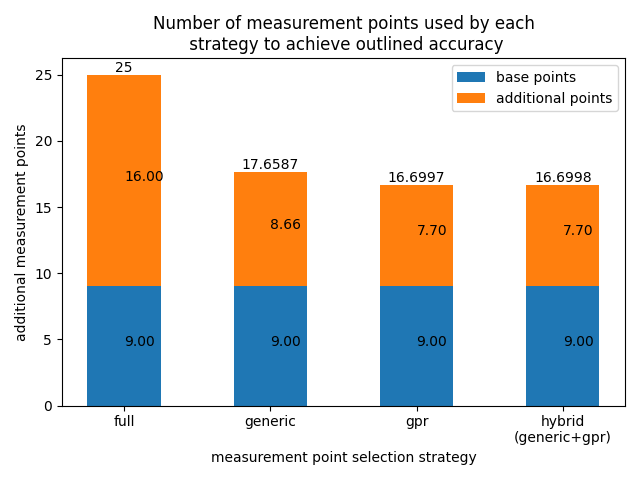 Number of measurement points used by each
strategy to achieve outlined accuracy
additional measurement points
25
20
15
10
5
0
base points
additional points
25
17.6587
16.6997
16.6998
16.00
8.66
7.70
7.70
9.00
9.00
9.00
9.00
full
generic
gpr
hybrid
(generic+gpr)
measurement point selection strategy